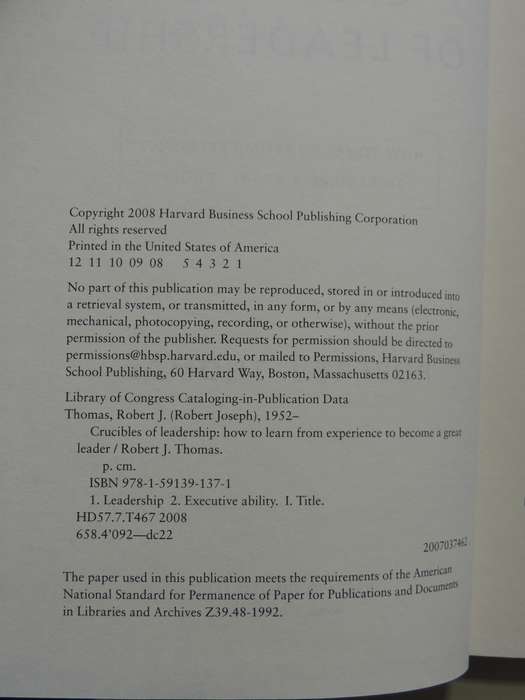 Copyright 2008 Harvard Business School Publishing Corporation
All rights reserved
Printed in the United States of America
12 11 10 09 08 5 4 3 2 1
No part of this publication may be reproduced, stored in or introduced into
a retrieval system, or transmitted, in any form, or by any means (electronic,
mechanical, photocopying, recording, or otherwise), without the prior
permission of the publisher. Requests for permission should be directed to
permissions@hbsp.harvard.edu, or mailed to Permissions, Harvard Business
School Publishing, 60 Harvard Way, Boston, Massachusetts 02163.
Library of Congress Cataloging-in-Publication Data
Thomas, Robert J. (Robert Joseph), 1952–
Crucibles of leadership: how to learn from experience to become a great
leader / Robert J. Thomas.
p. cm.
ISBN 978-1-59139-137-1
1. Leadership 2. Executive ability. I. Title.
HD57.7.T467 2008
658.4'092—dc22
2007037462
The paper used in this publication meets the requirements of the American
National Standard for Permanence of Paper for Publications and Documents
in Libraries and Archives Z39.48-1992.